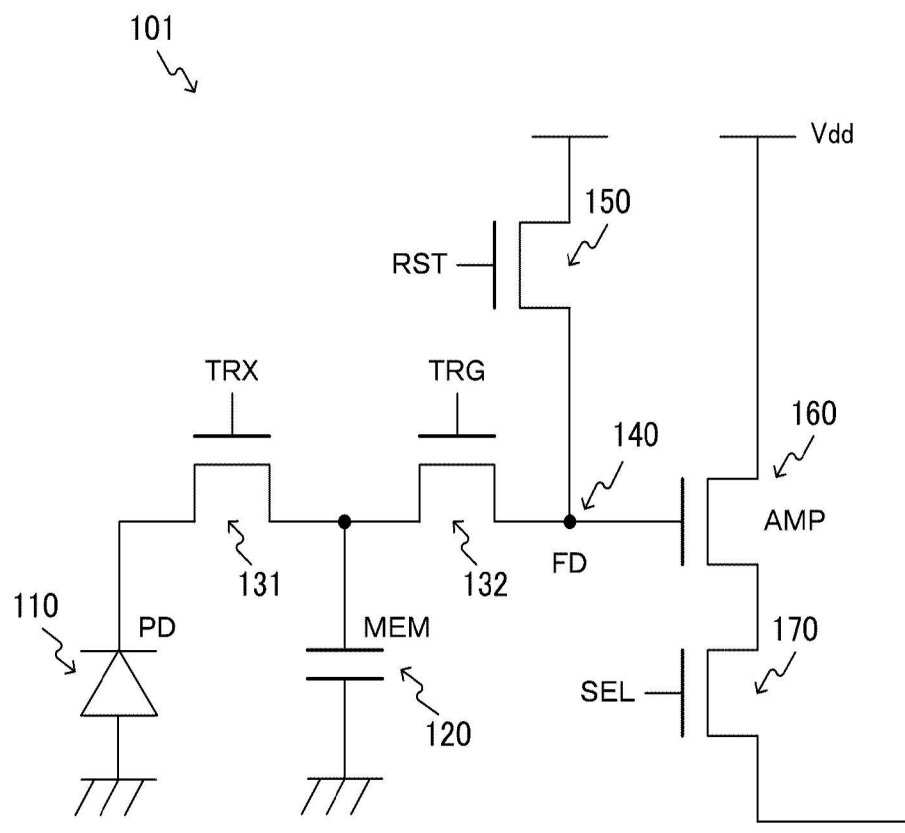 101
Vdd
150
RST
TRX
TRG
140
160
AMP
FD
131
132
110
PD
MEM
170
SEL
120